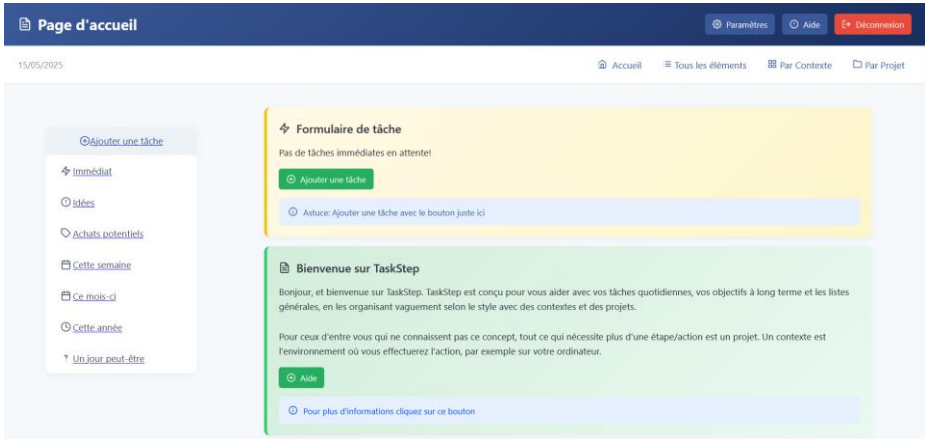 Page d'accueil
Paramètres
Aide
Déconnexion
15/05/2025
Accueil
Tous les éléments
Par Contexte
Par Projet
Ajouter une tâche
Immédiat
Idées
Achats potentiels
Cette semaine
Ce mois-ci
Cette année
? Un jour peut-être
Formulaire de tâche
Pas de tâches immédiates en attente!
Ajouter une tâche
Astuce: Ajouter une tâche avec le bouton juste ici
Bienvenue sur TaskStep
Bonjour, et bienvenue sur TaskStep. TaskStep est conçu pour vous aider avec vos tâches quotidiennes, vos objectifs à long terme et les listes
générales, en les organisant vaguement selon le style avec des contextes et des projets.
Pour ceux d'entre vous qui ne connaissent pas ce concept, tout ce qui nécessite plus d'une étape/action est un projet. Un contexte est
l'environnement où vous effectuerez l'action, par exemple sur votre ordinateur.
Aide
Pour plus d'informations cliquez sur ce bouton